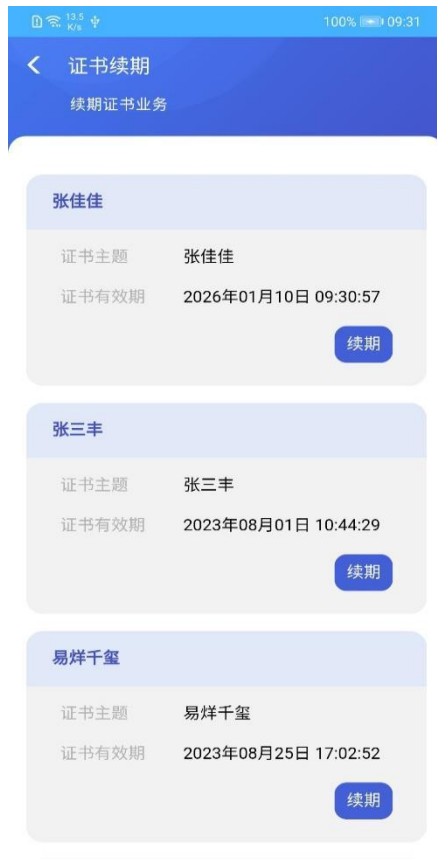 13.5
K/s
100%
09:31
证书续期
续期证书业务
张佳佳
证书主题 张佳佳
证书有效期 2026年01月10日 09:30:57
续期
张三丰
证书主题 张三丰
证书有效期 2023年08月01日 10:44:29
续期
易烊千玺
证书主题 易烊千玺
证书有效期 2023年08月25日 17:02:52
续期